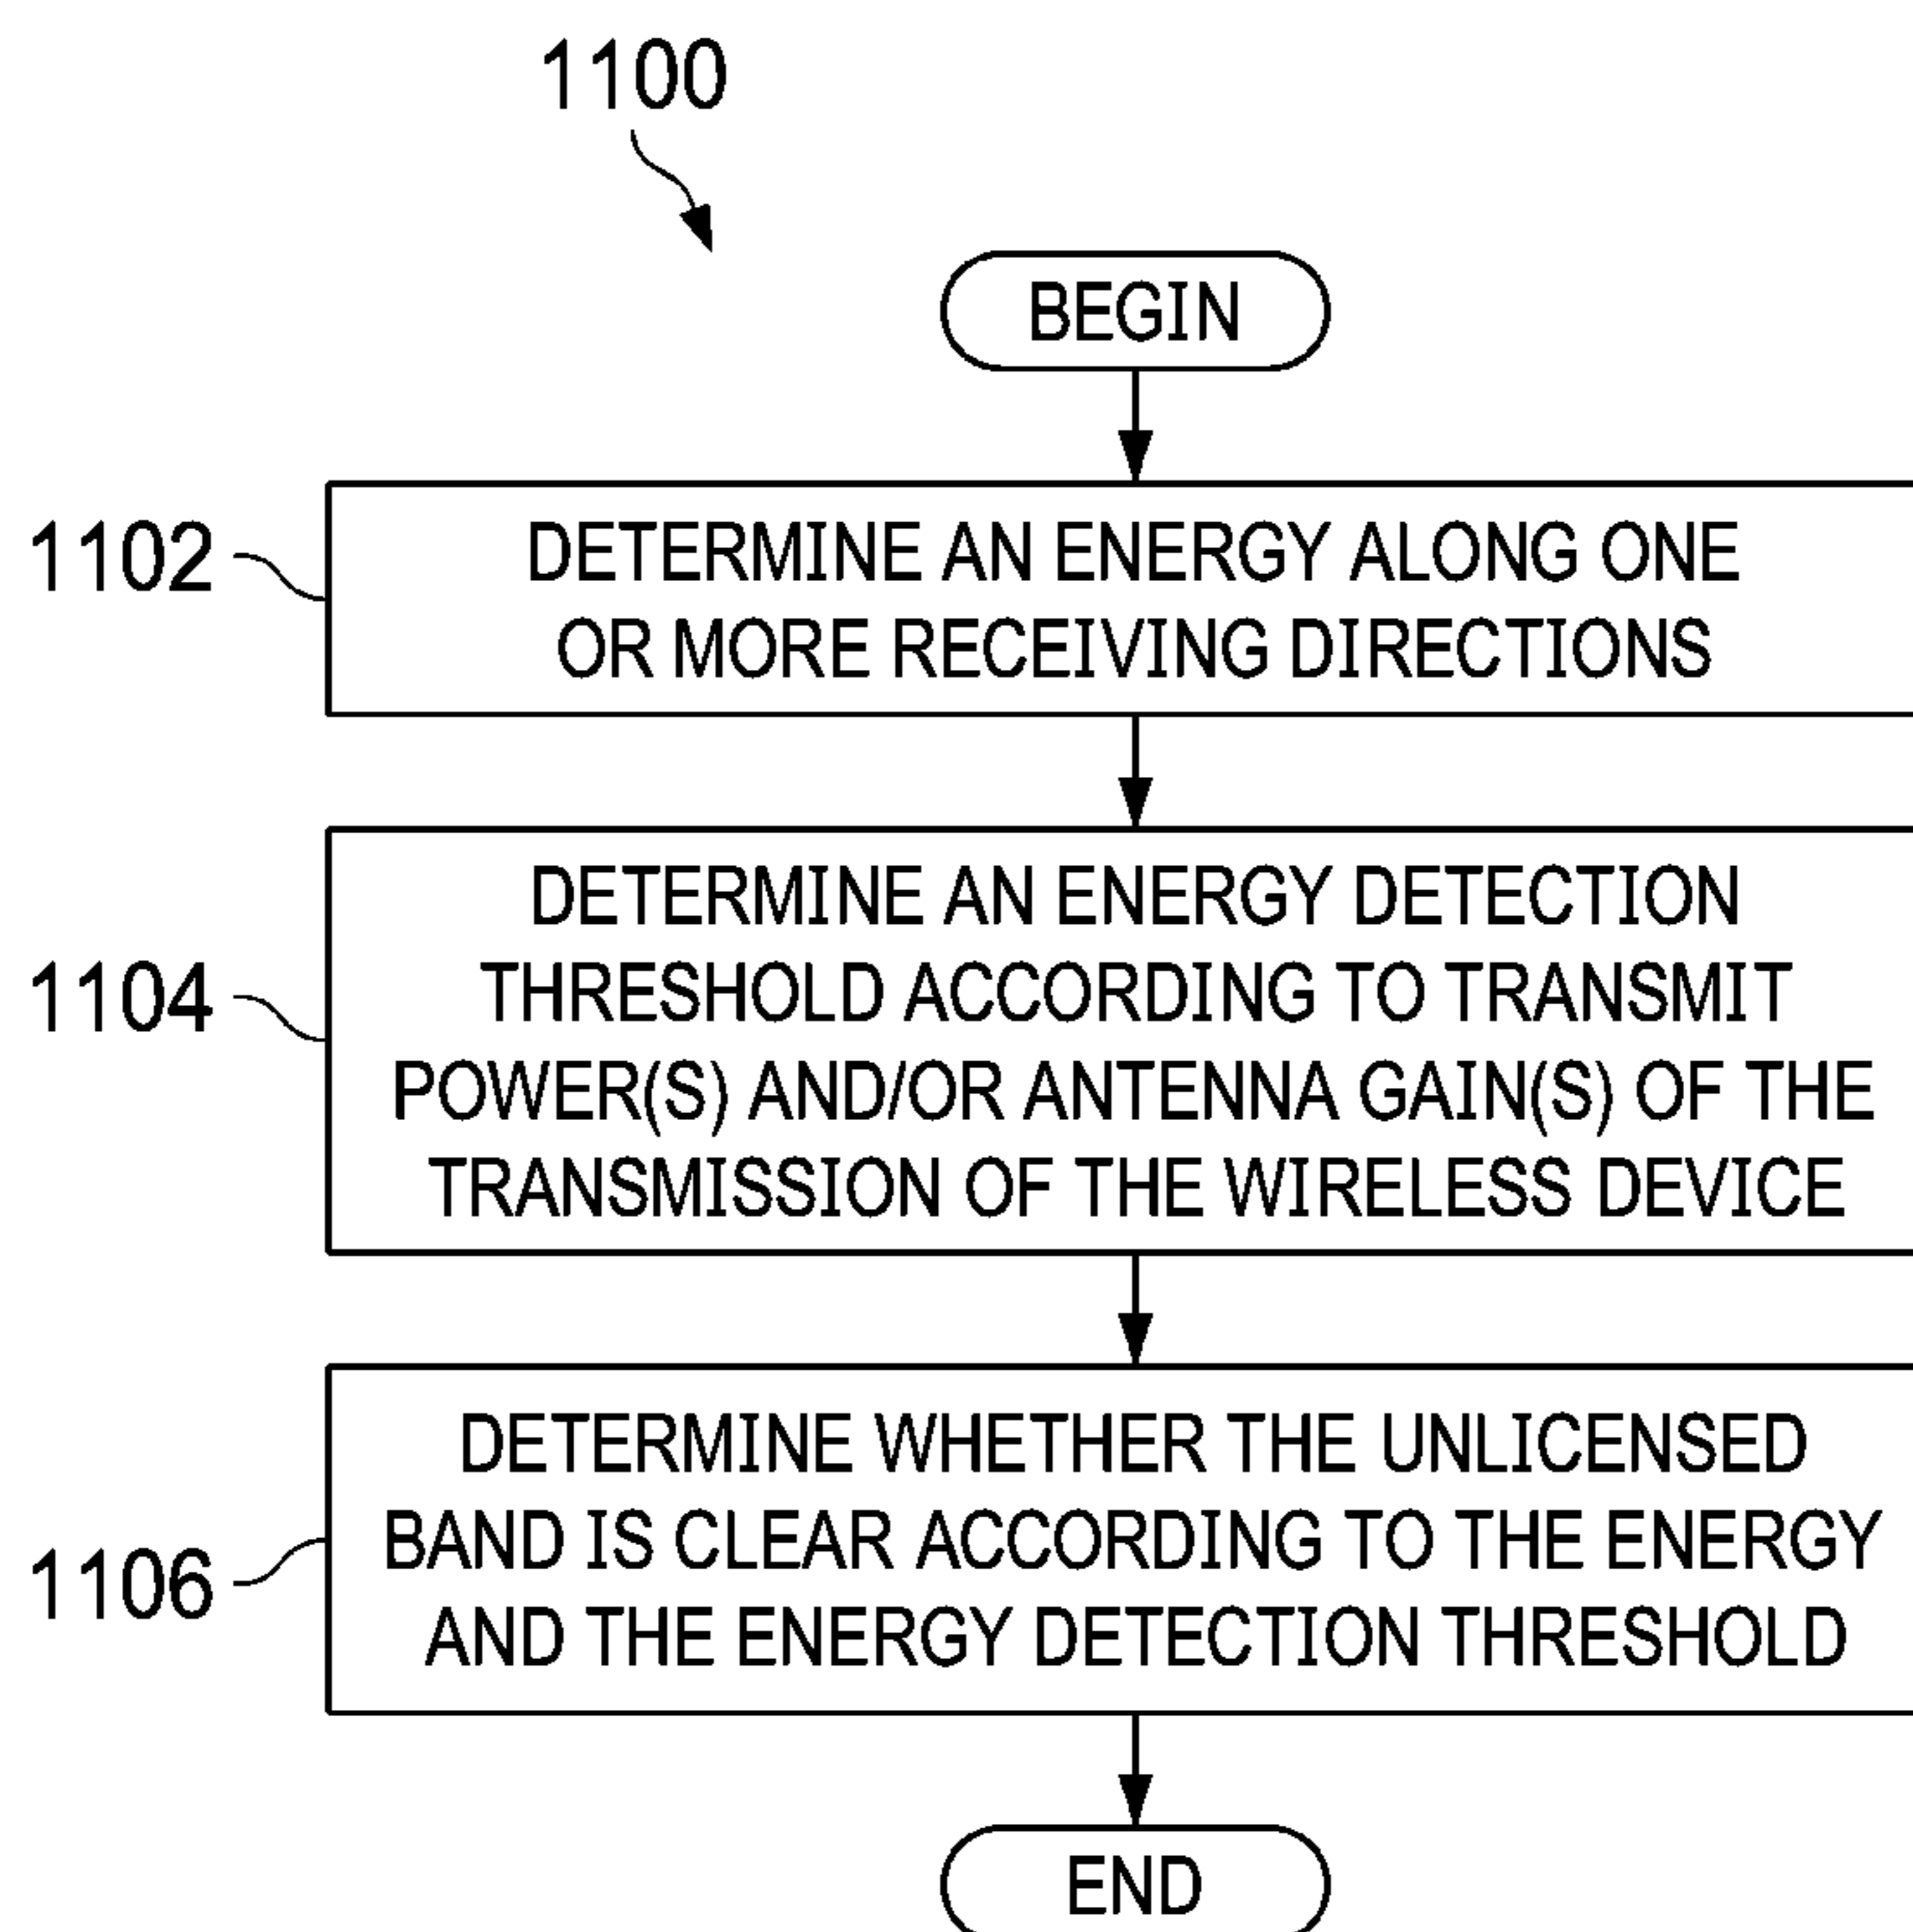 1100
BEGIN
1102
DETERMINE AN ENERGY ALONG ONE
OR MORE RECEIVING DIRECTIONS
1104
DETERMINE AN ENERGY DETECTION
THRESHOLD ACCORDING TO TRANSMIT
POWER(S) AND/OR ANTENNA GAIN(S) OF THE
TRANSMISSION OF THE WIRELESS DEVICE
1106
DETERMINE WHETHER THE UNLICENSED
BAND IS CLEAR ACCORDING TO THE ENERGY
AND THE ENERGY DETECTION THRESHOLD
END